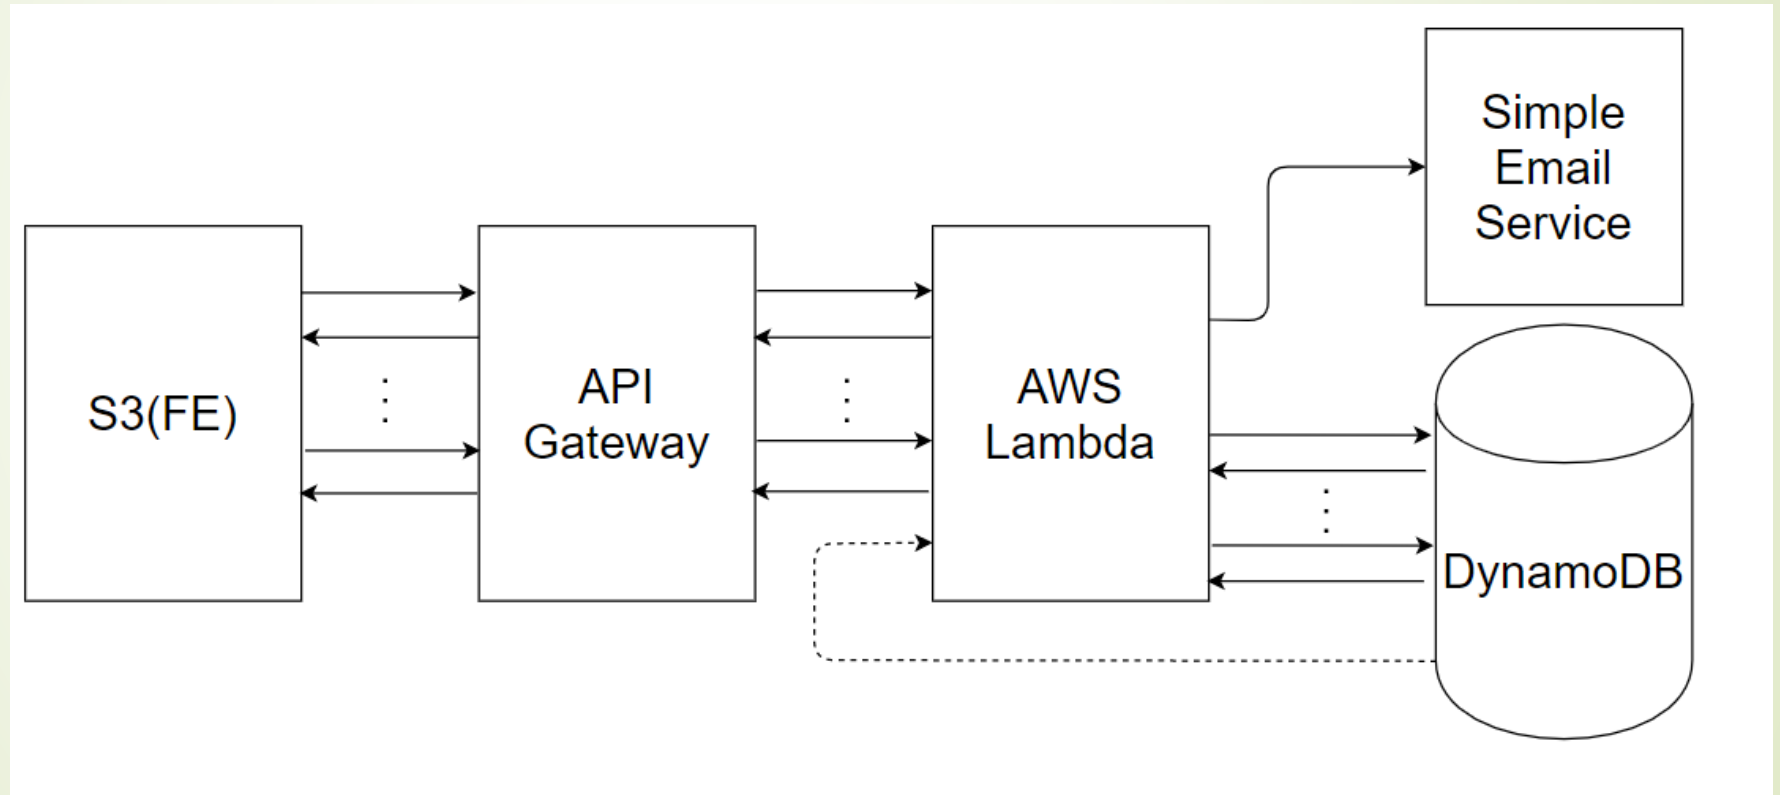 S3(FE)
API
Gateway
AWS
Lambda
Simple
Email
Service
DynamoDB